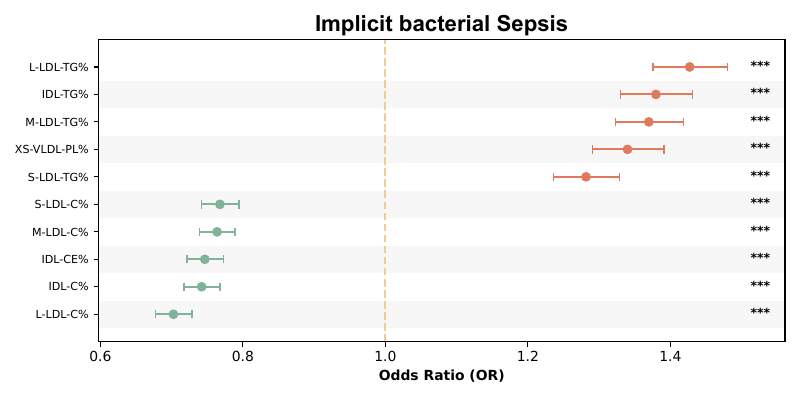 Implicit bacterial Sepsis
L-LDL-TG% ***
IDL-TG% ***
M-LDL-TG% ***
XS-VLDL-PL% ***
S-LDL-TG% ***
S-LDL-C% ***
M-LDL-C% ***
IDL-CE% ***
IDL-C% ***
L-LDL-C% ***
0.6 0.8 1.0 1.2 1.4
Odds Ratio (OR)